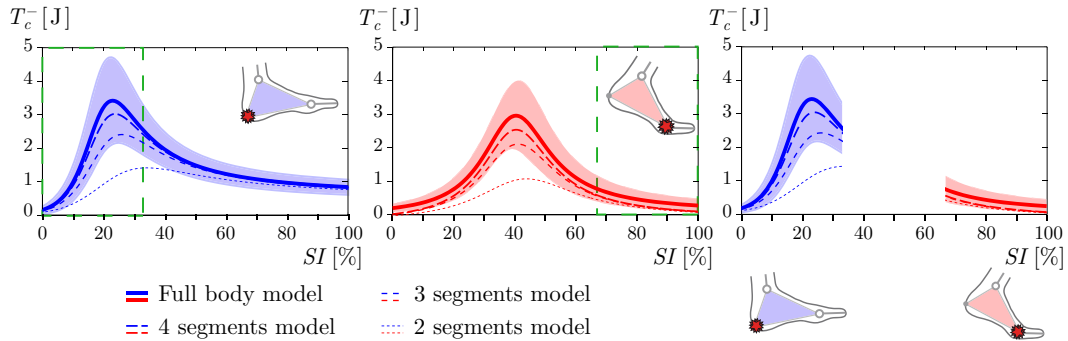 T_c^- [J] T_c^- [J] T_c^- [J]
5 5 5
4 4 4
3 3 3
2 2 2
1 1 1
0 0 0
0 20 40 60 80 100 0 20 40 60 80 100 0 20 40 60 80 100
SI [%] SI [%] SI [%]
Full body model 3 segments model
4 segments model 2 segments model